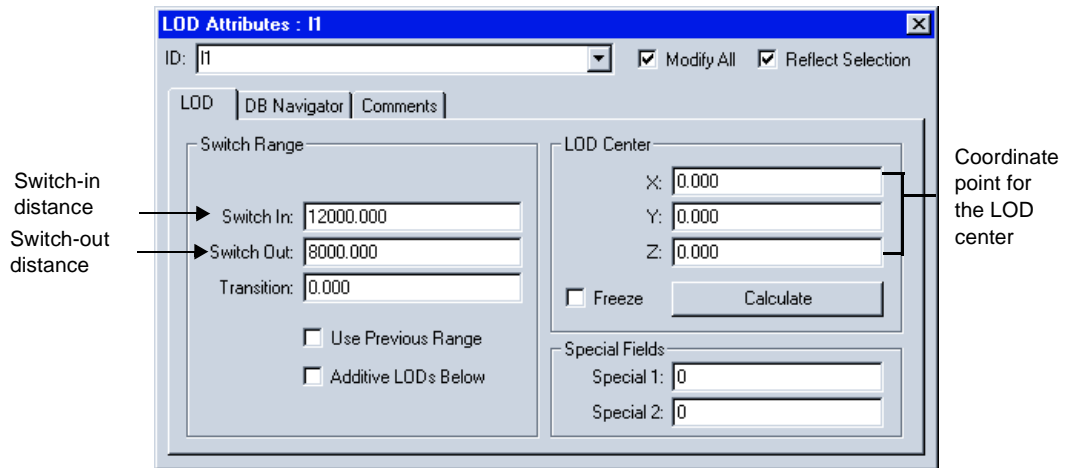 LOD Attributes : l1
ID: l1
Modify All
Reflect Selection
LOD
DB Navigator
Comments
Switch Range
Switch In: 12000.000
Switch Out: 8000.000
Transition: 0.000
Use Previous Range
Additive LODs Below
LOD Center
X: 0.000
Y: 0.000
Z: 0.000
Freeze
Calculate
Special Fields
Special 1: 0
Special 2: 0
Switch-in
distance
Switch-out
distance
Coordinate
point for
the LOD
center